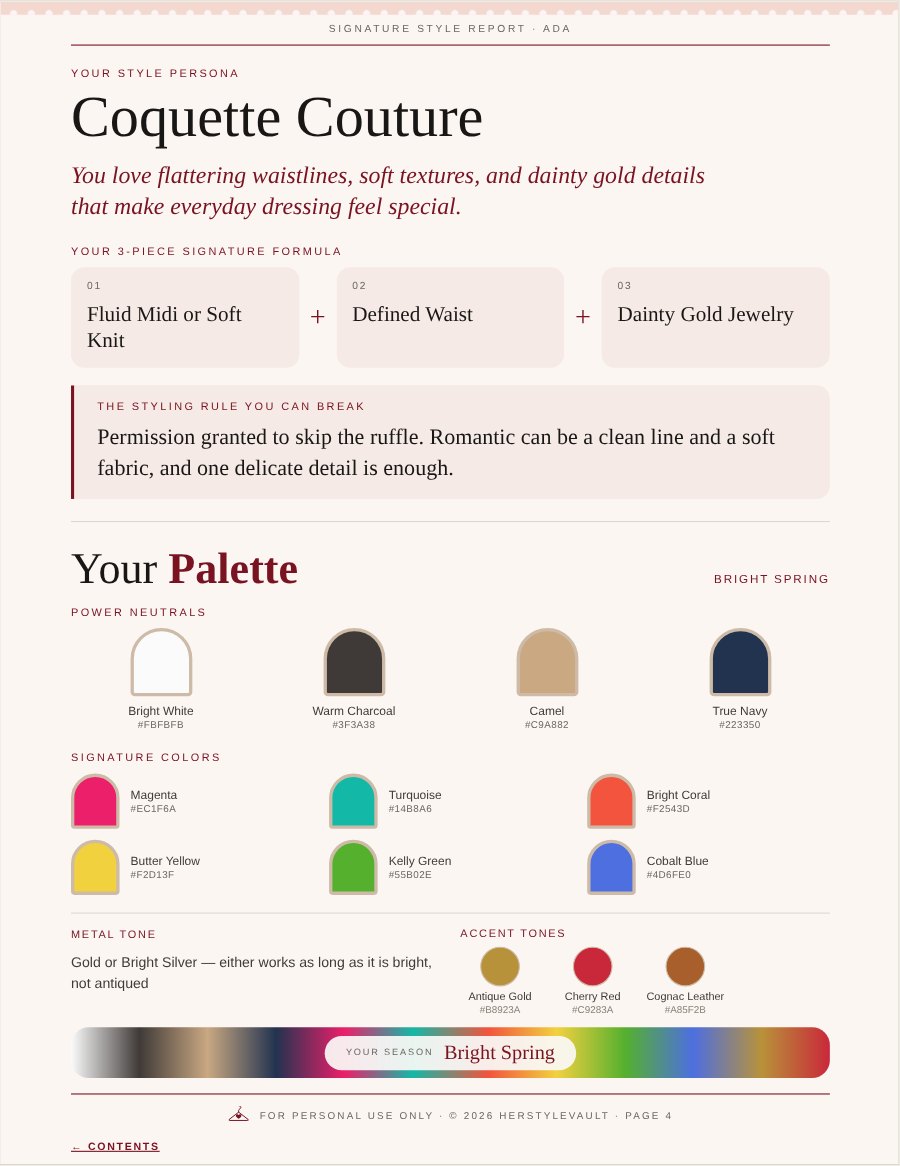 SIGNATURE STYLE REPORT · ADA
YOUR STYLE PERSONA
Coquette Couture
You love flattering waistlines, soft textures, and dainty gold details
that make everyday dressing feel special.
YOUR 3-PIECE SIGNATURE FORMULA
01
Fluid Midi or Soft
Knit
+
02
Defined Waist
+
03
Dainty Gold Jewelry
THE STYLING RULE YOU CAN BREAK
Permission granted to skip the ruffle. Romantic can be a clean line and a soft
fabric, and one delicate detail is enough.
Your Palette
BRIGHT SPRING
POWER NEUTRALS
Bright White
#FBFBFB
Warm Charcoal
#3F3A38
Camel
#C9A882
True Navy
#223350
SIGNATURE COLORS
Magenta
#EC1F6A
Turquoise
#14B8A6
Bright Coral
#F2543D
Butter Yellow
#F2D13F
Kelly Green
#55B02E
Cobalt Blue
#4D6FE0
METAL TONE
Gold or Bright Silver — either works as long as it is bright,
not antiqued
ACCENT TONES
Antique Gold
#B8923A
Cherry Red
#C9283A
Cognac Leather
#A85F2B
YOUR SEASON Bright Spring
FOR PERSONAL USE ONLY · © 2026 HERSTYLEVAULT · PAGE 4
← CONTENTS